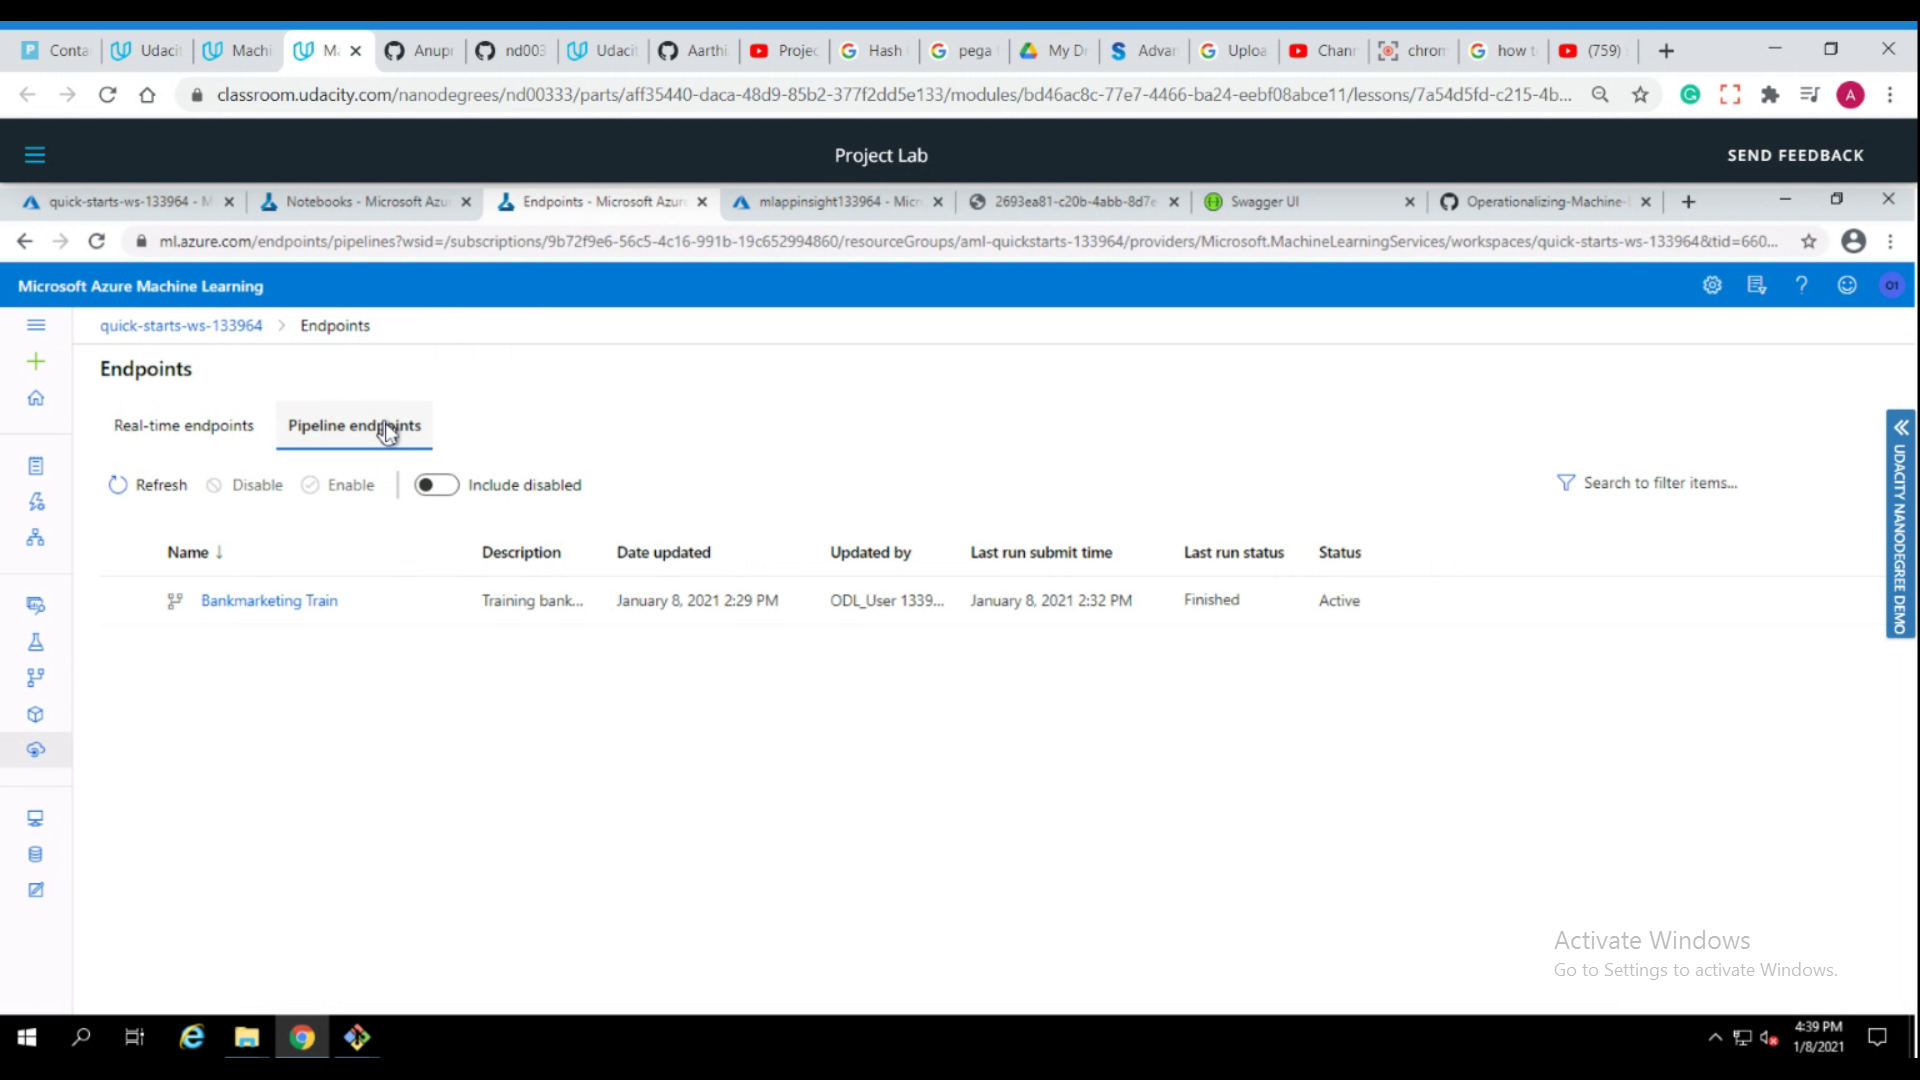 Conta Udacit Machi Ma Anupr nd003 Udacit Aarthi Projec Hash pega My Dr Advan Uploa Chann chrom how t (759)
classroom.udacity.com/nanodegrees/nd00333/parts/aff35440-daca-48d9-85b2-377f2dd5e133/modules/bd46ac8c-77e7-4466-ba24-eebf08abce11/lessons/7a54d5fd-c215-4b... A
Project Lab SEND FEEDBACK
quick-starts-ws-133964 - M Notebooks - Microsoft Azur Endpoints - Microsoft Azure mlappinsight133964 - Micr 2693ea81-c20b-4abb-8d7e Swagger UI Operationalizing-Machine-
ml.azure.com/endpoints/pipelines?wsid=/subscriptions/9b72f9e6-56c5-4c16-991b-19c652994860/resourceGroups/aml-quickstarts-133964/providers/Microsoft.MachineLearningServices/workspaces/quick-starts-ws-133964&tid=660...
Microsoft Azure Machine Learning O1
quick-starts-ws-133964 > Endpoints
Endpoints
Real-time endpoints Pipeline endpoints
Refresh Disable Enable Include disabled Search to filter items...
Name ↓ Description Date updated Updated by Last run submit time Last run status Status
Bankmarketing Train Training bank... January 8, 2021 2:29 PM ODL_User 1339... January 8, 2021 2:32 PM Finished Active
UDACITY NANODEGREE DEMO
Activate Windows
Go to Settings to activate Windows.
4:39 PM
1/8/2021